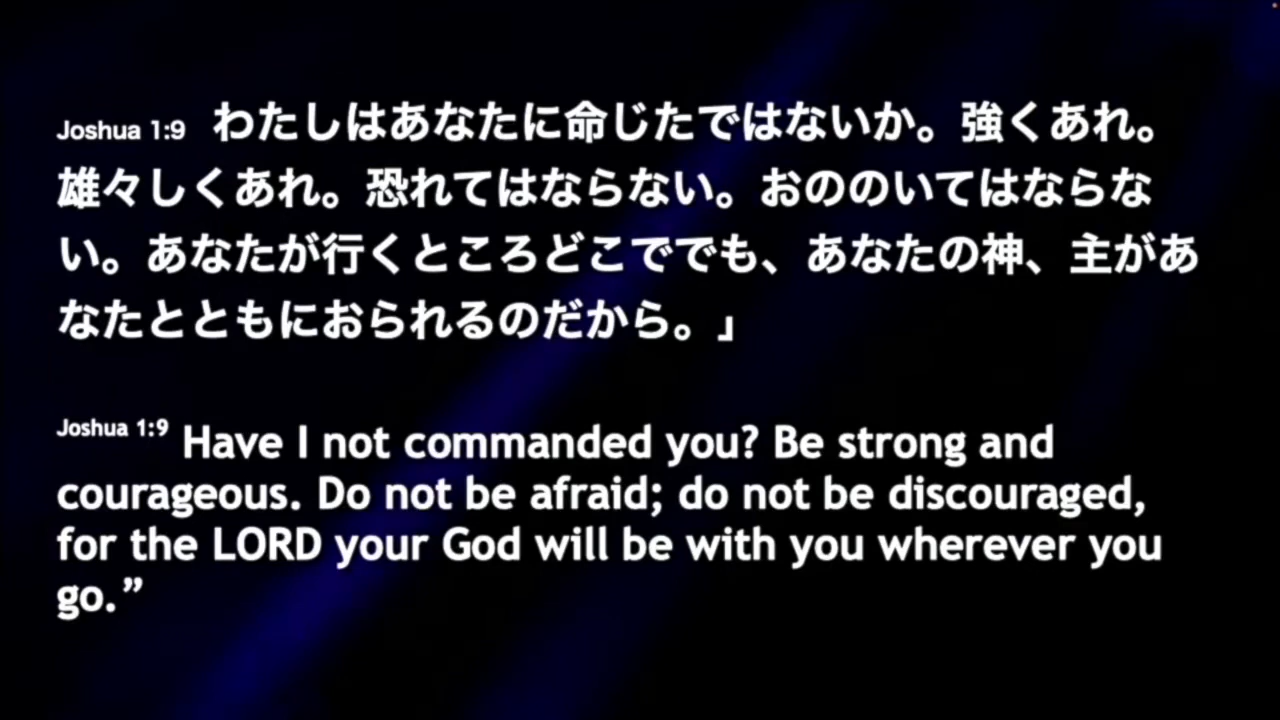 Joshua 1:9 わたしはあなたに命じたではないか。強くあれ。
雄々しくあれ。恐れてはならない。おののいてはならな
い。あなたが行くところどこででも、あなたの神、主があ
なたとともにおられるのだから。」
Joshua 1:9 Have I not commanded you? Be strong and
courageous. Do not be afraid; do not be discouraged,
for the LORD your God will be with you wherever you
go.”